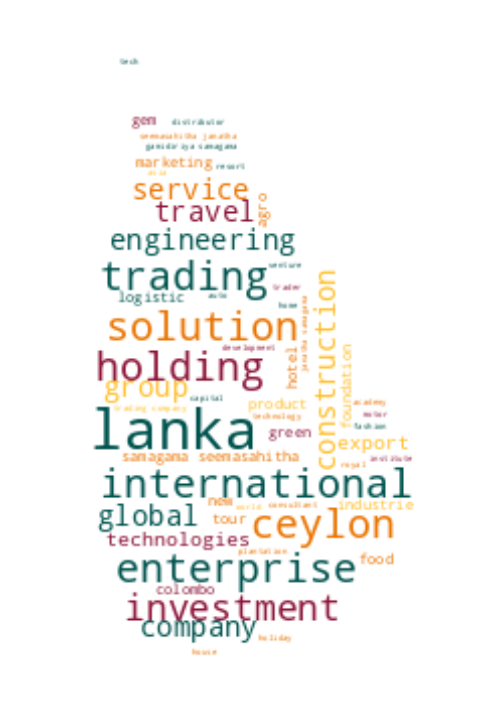 tech
gem distributor
seemasahitha janatha
gamidiriya samagama
marketing resort
asia
service
travel agro
engineering
trading venture
trader
logistic auto
home
solution construction
janatha samagama
development
holding hotel
group foundation
capital
trading company product academy
technology motor
lanka fashion
green
export
samagama seemasahitha institute
royal
international
new world consultant industrie
global tour ceylon
technologies
plantation
enterprise food
colombo
investment
company
holiday
house